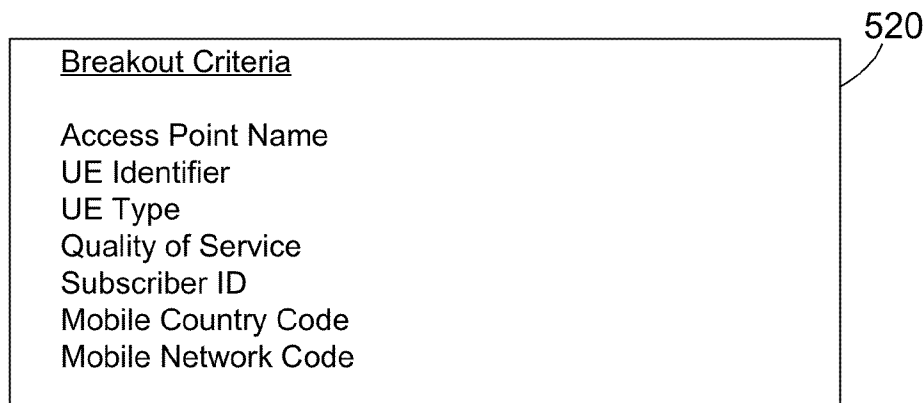 520
Breakout Criteria
Access Point Name
UE Identifier
UE Type
Quality of Service
Subscriber ID
Mobile Country Code
Mobile Network Code